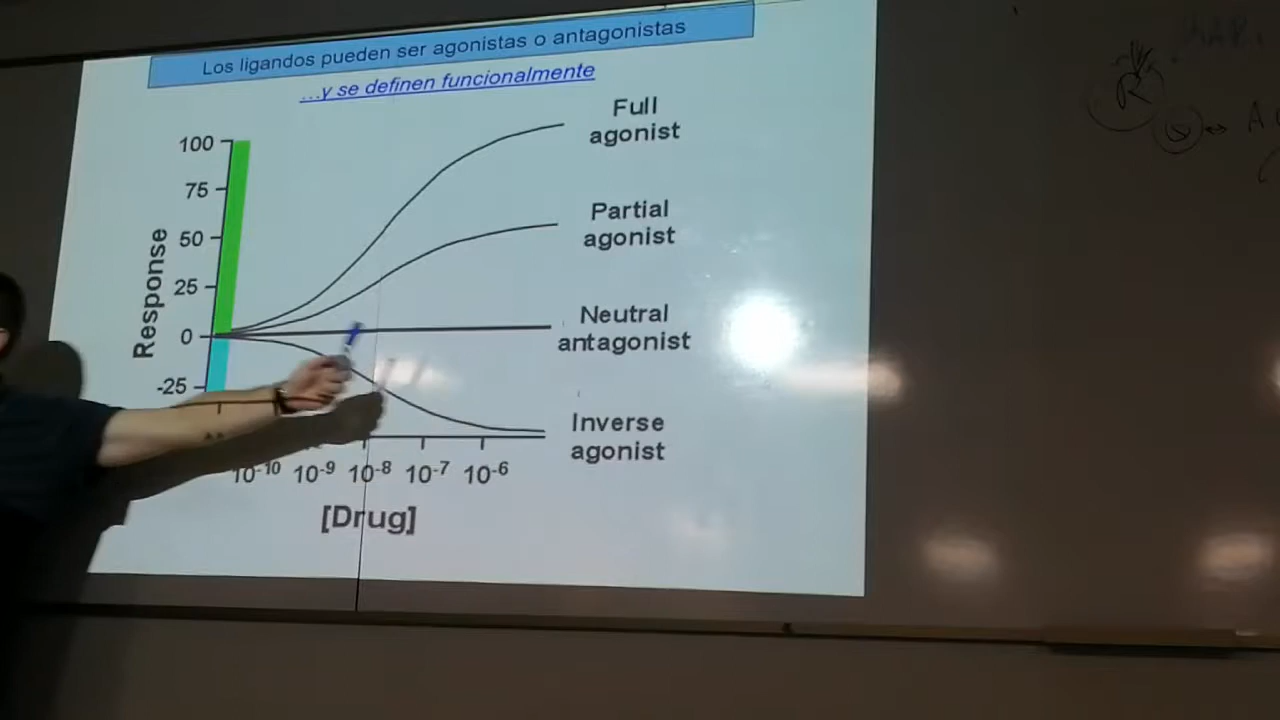 Los ligandos pueden ser agonistas o antagonistas
...y se definen funcionalmente
Full
agonist
Partial
agonist
Neutral
antagonist
Inverse
agonist
Response
100
75
50
25
0
-25
10-10 10-9 10-8 10-7 10-6
[Drug]
R